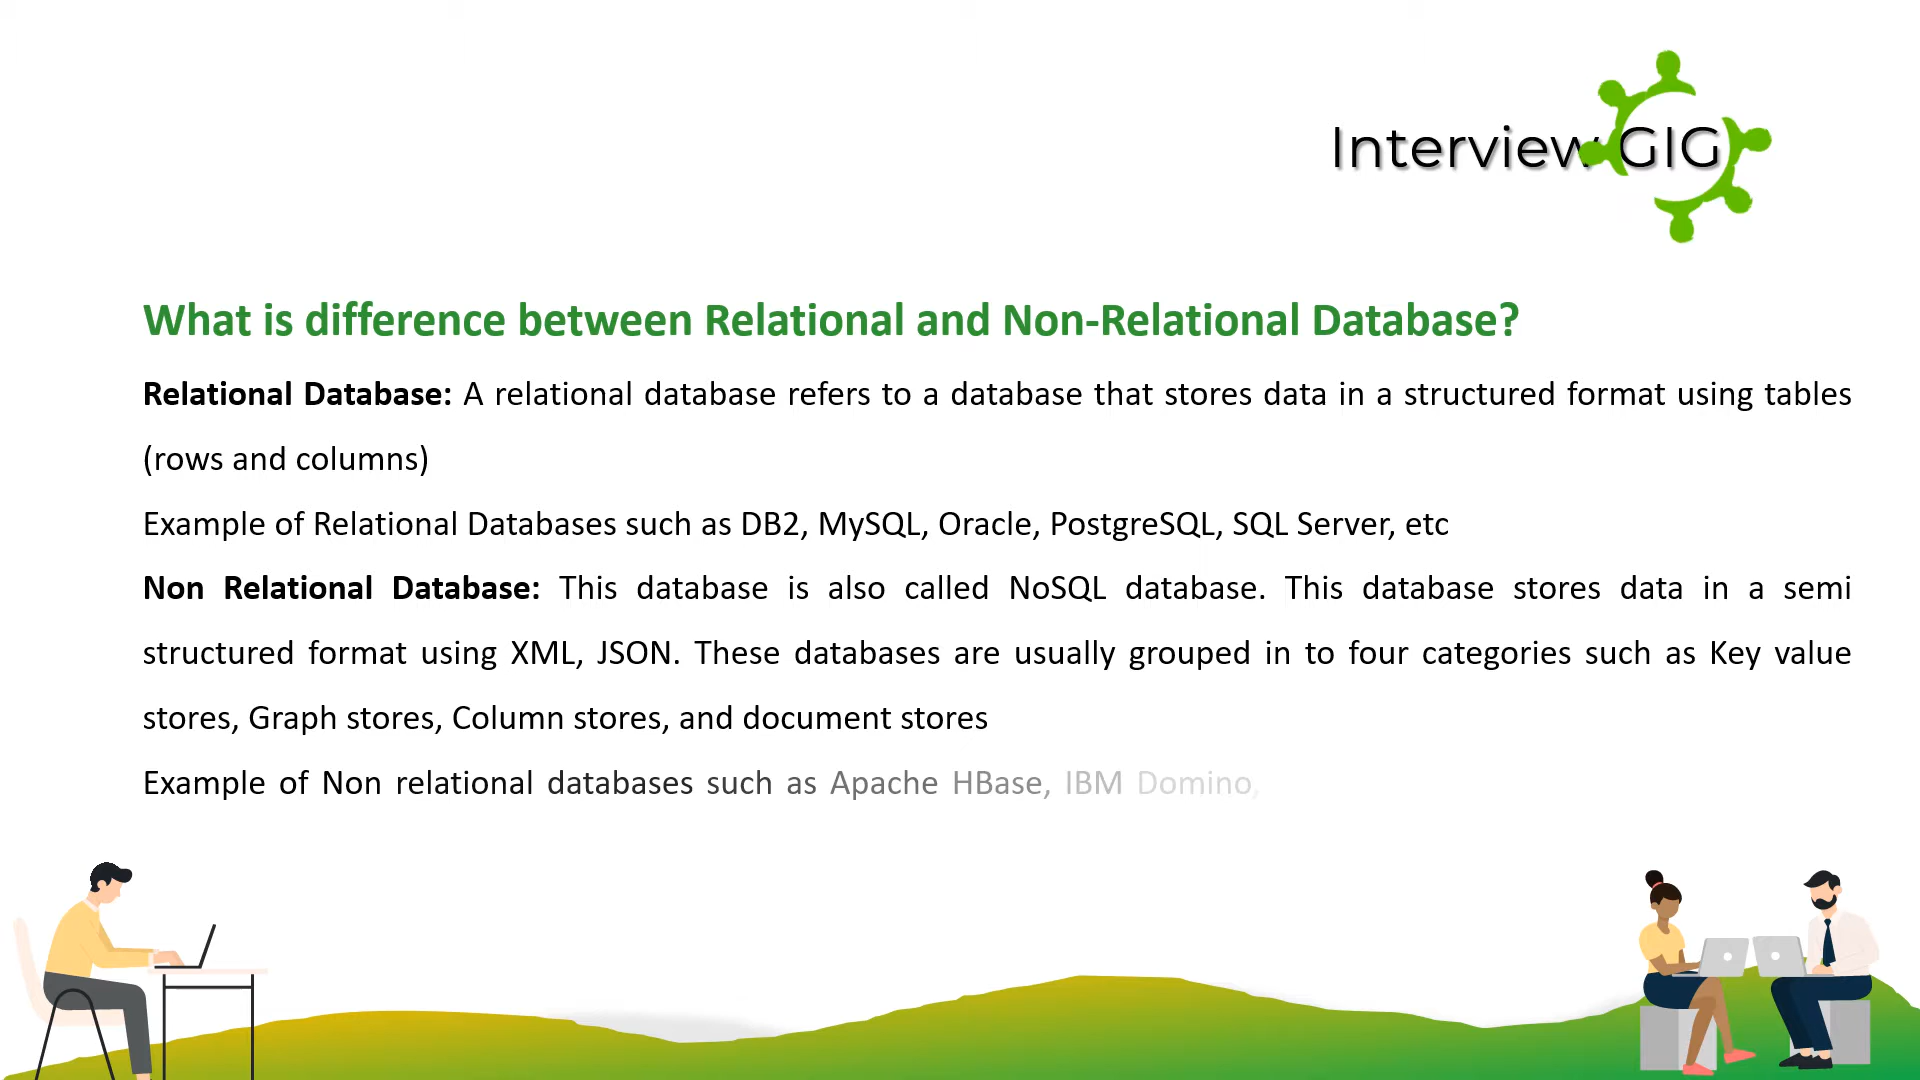 Interview GIG
What is difference between Relational and Non-Relational Database?
Relational Database: A relational database refers to a database that stores data in a structured format using tables
(rows and columns)
Example of Relational Databases such as DB2, MySQL, Oracle, PostgreSQL, SQL Server, etc
Non Relational Database: This database is also called NoSQL database. This database stores data in a semi
structured format using XML, JSON. These databases are usually grouped in to four categories such as Key value
stores, Graph stores, Column stores, and document stores
Example of Non relational databases such as Apache HBase, IBM Domino,